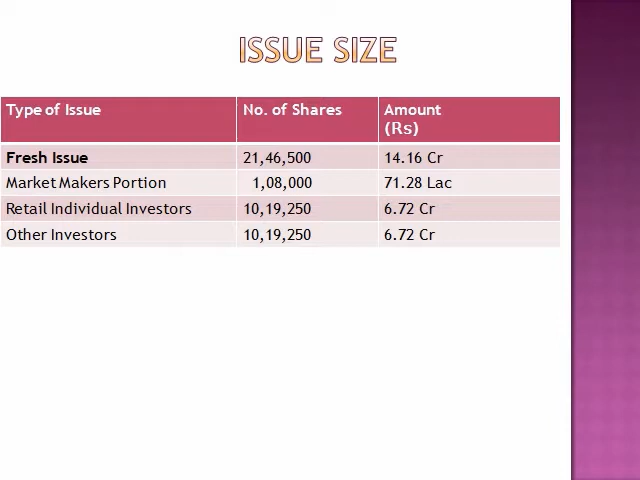 ISSUE SIZE
Type of Issue No. of Shares Amount
(Rs)
Fresh Issue 21,46,500 14.16 Cr
Market Makers Portion 1,08,000 71.28 Lac
Retail Individual Investors 10,19,250 6.72 Cr
Other Investors 10,19,250 6.72 Cr